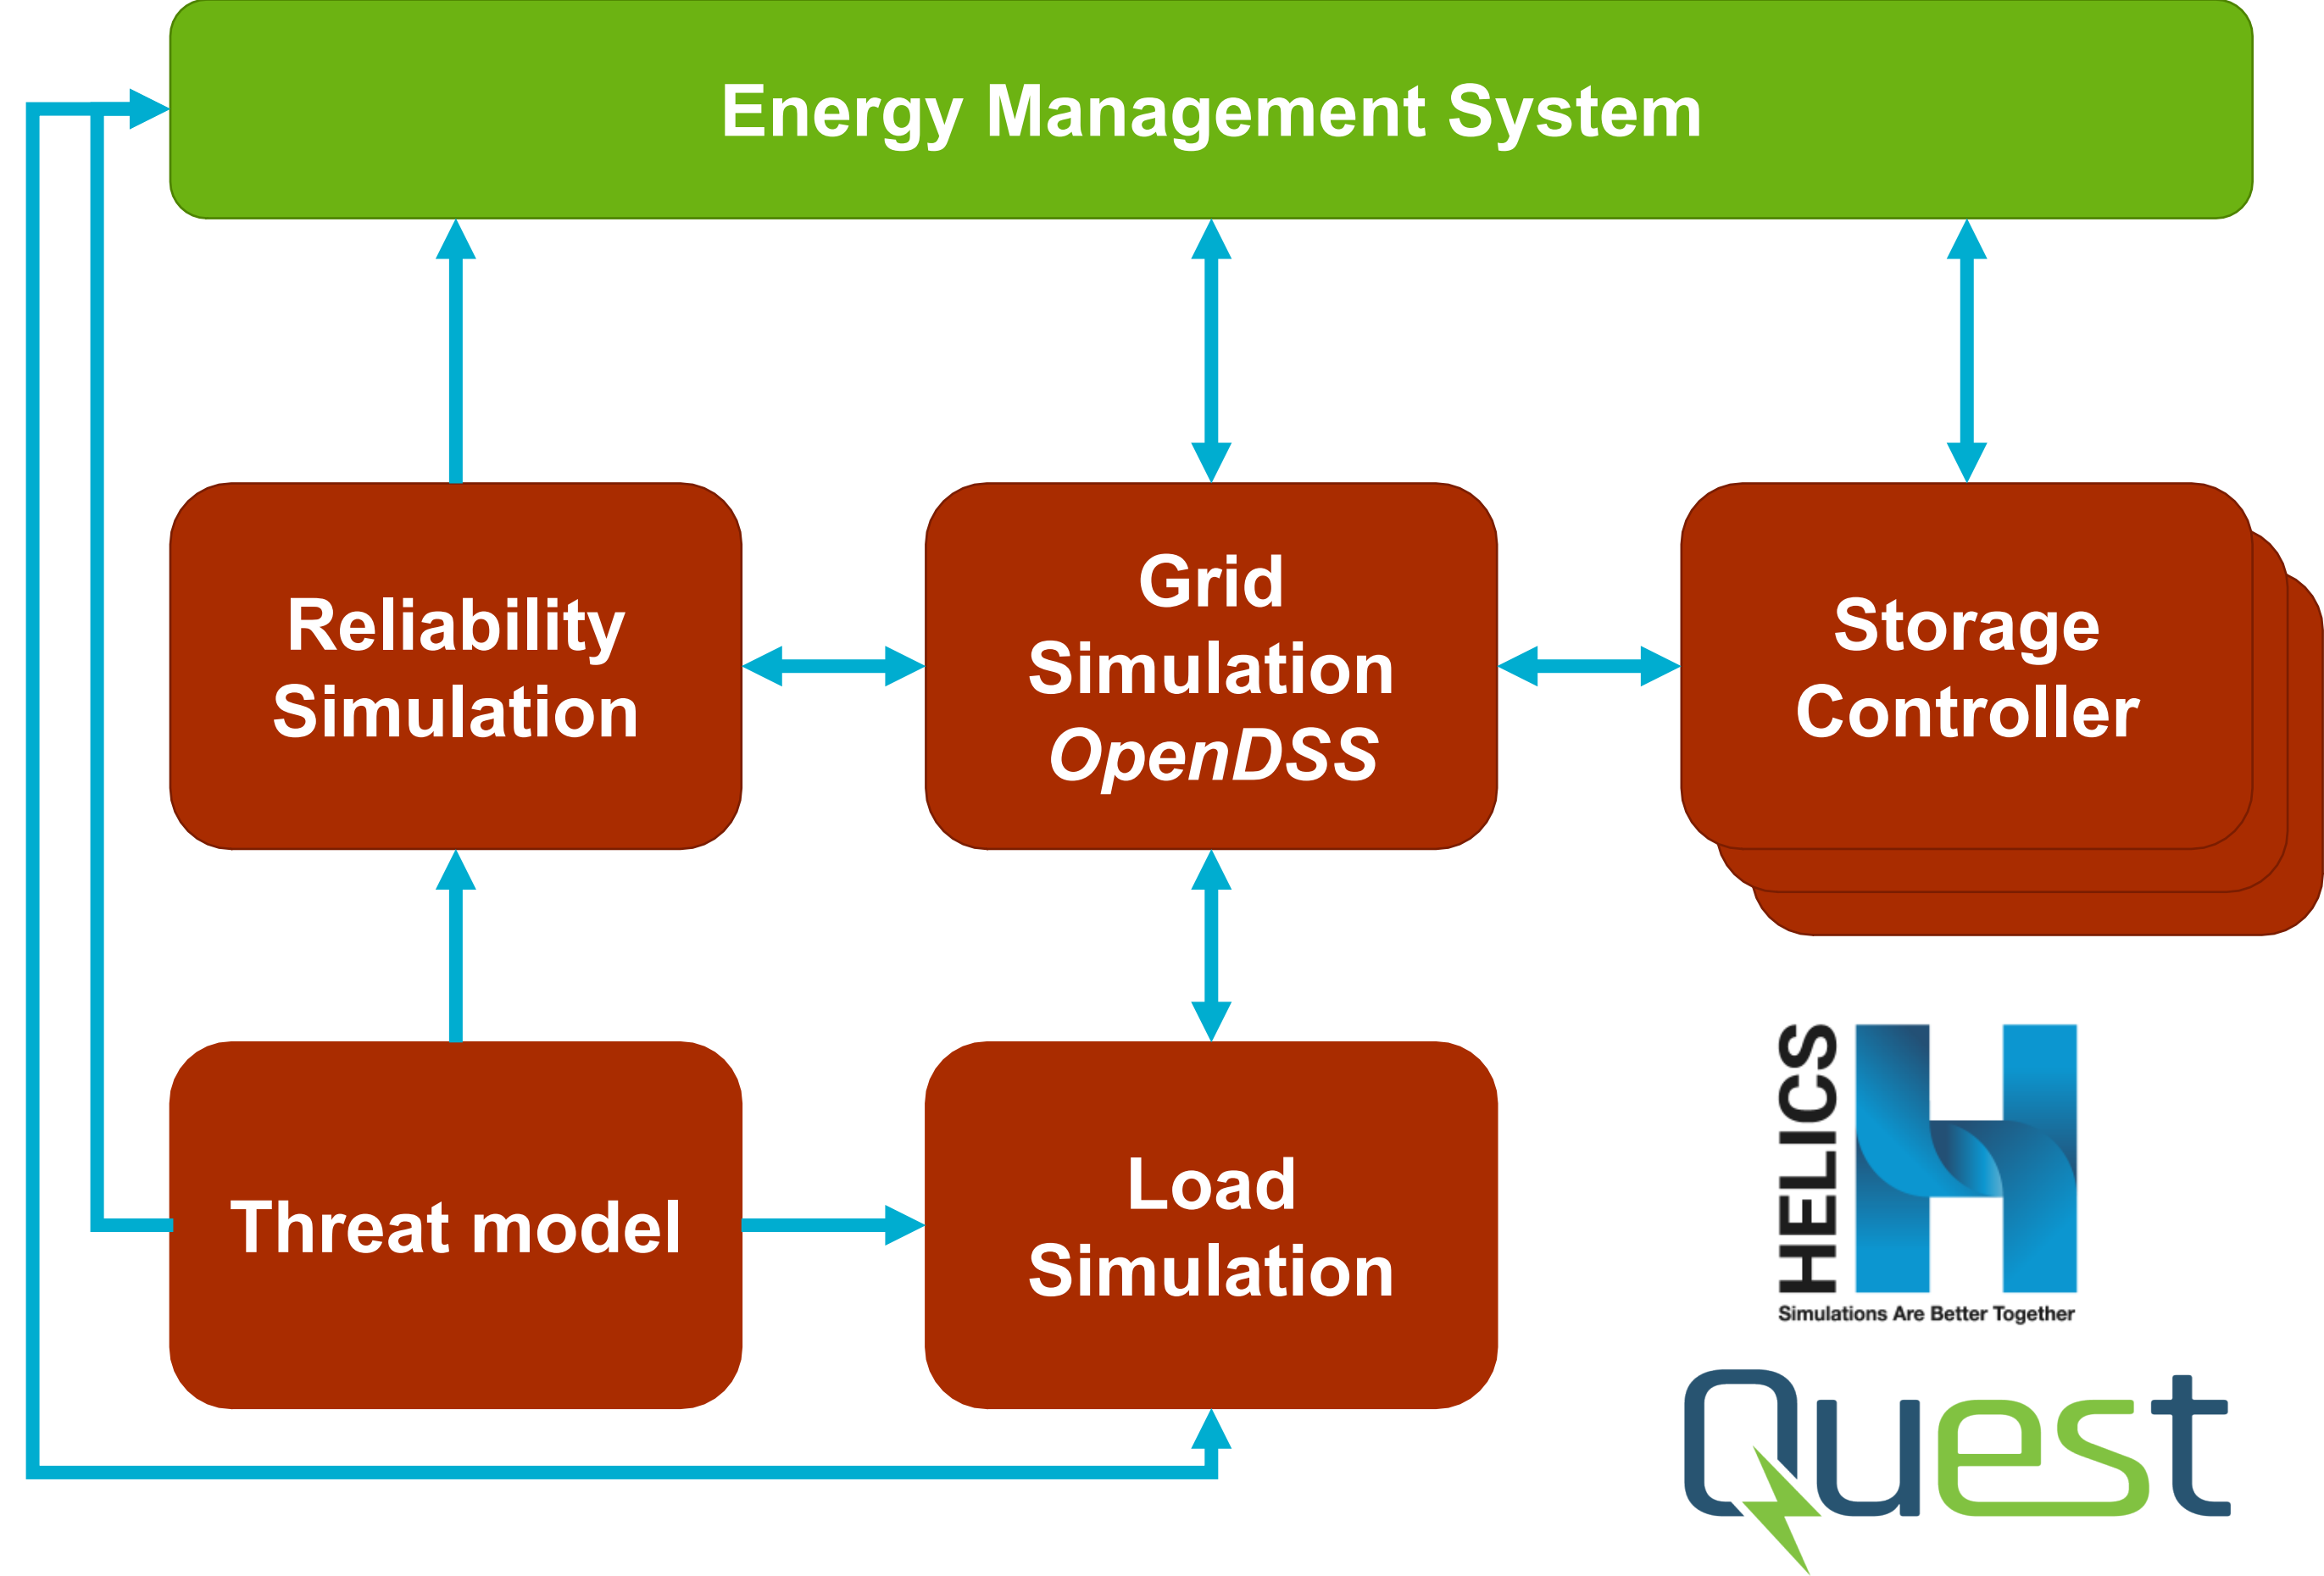 Energy Management System
Reliability
Simulation
Grid
Simulation
OpenDSS
Storage
Controller
Threat model
Load
Simulation
HELICS
Simulations Are Better Together
Quest